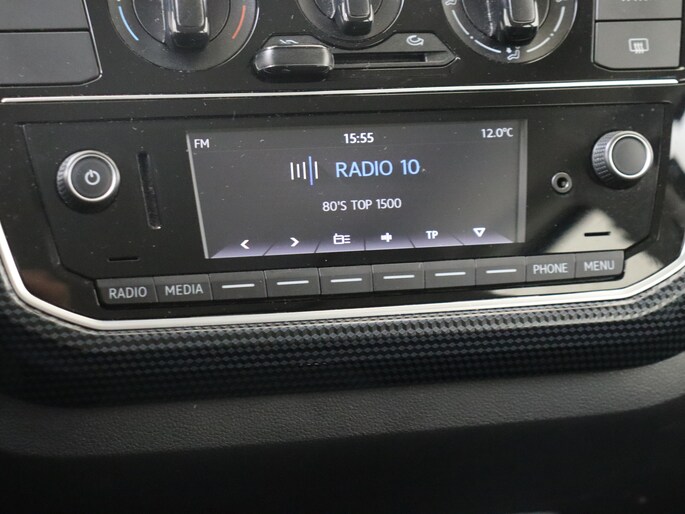 FM 15:55 12.0°C
RADIO 10
80'S TOP 1500
TP
RADIO MEDIA PHONE MENU